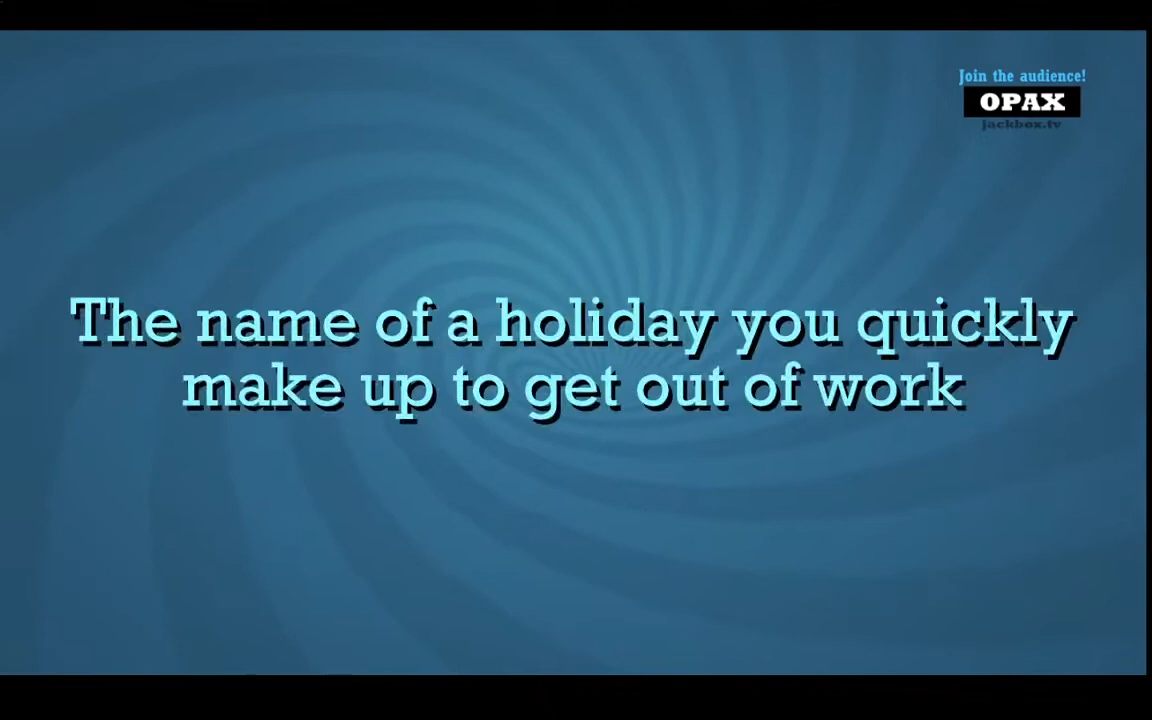 Join the audience!
OPAX
jackbox.tv
The name of a holiday you quickly
make up to get out of work